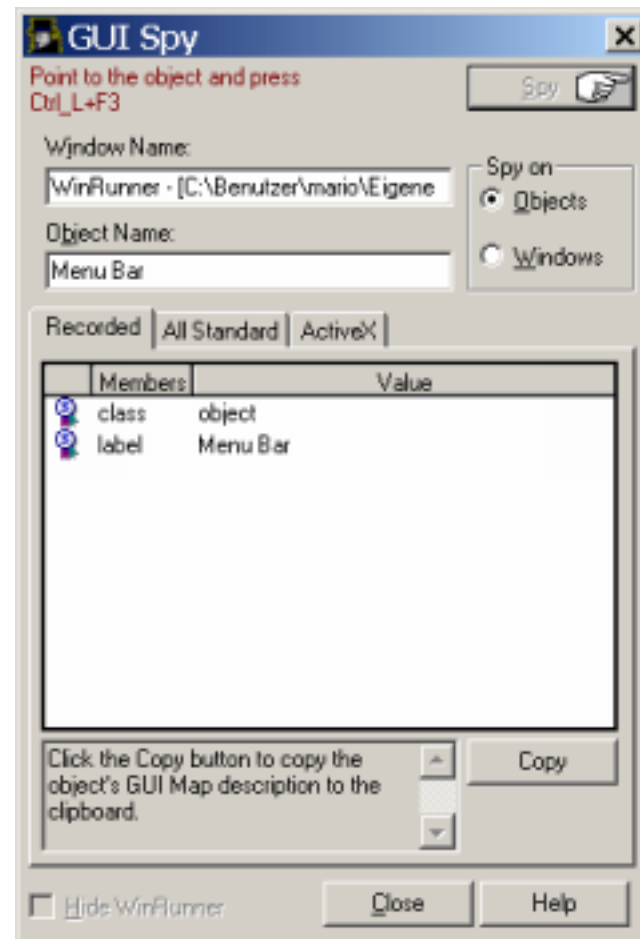 GUI Spy
Point to the object and press
Ctrl_L+F3
Spy
Window Name:
WinRunner - [C:\Benutzer\mario\Eigene
Object Name:
Menu Bar
Spy on
Objects
Windows
Recorded All Standard ActiveX
Members Value
class object
label Menu Bar
Click the Copy button to copy the
object's GUI Map description to the
clipboard.
Copy
Hide WinRunner
Close
Help